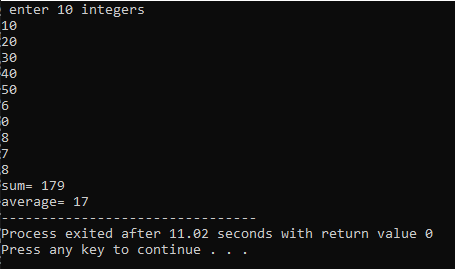 enter 10 integers
10
20
30
40
50
6
0
8
7
8
sum= 179
average= 17
--------------------------------
Process exited after 11.02 seconds with return value 0
Press any key to continue . . .